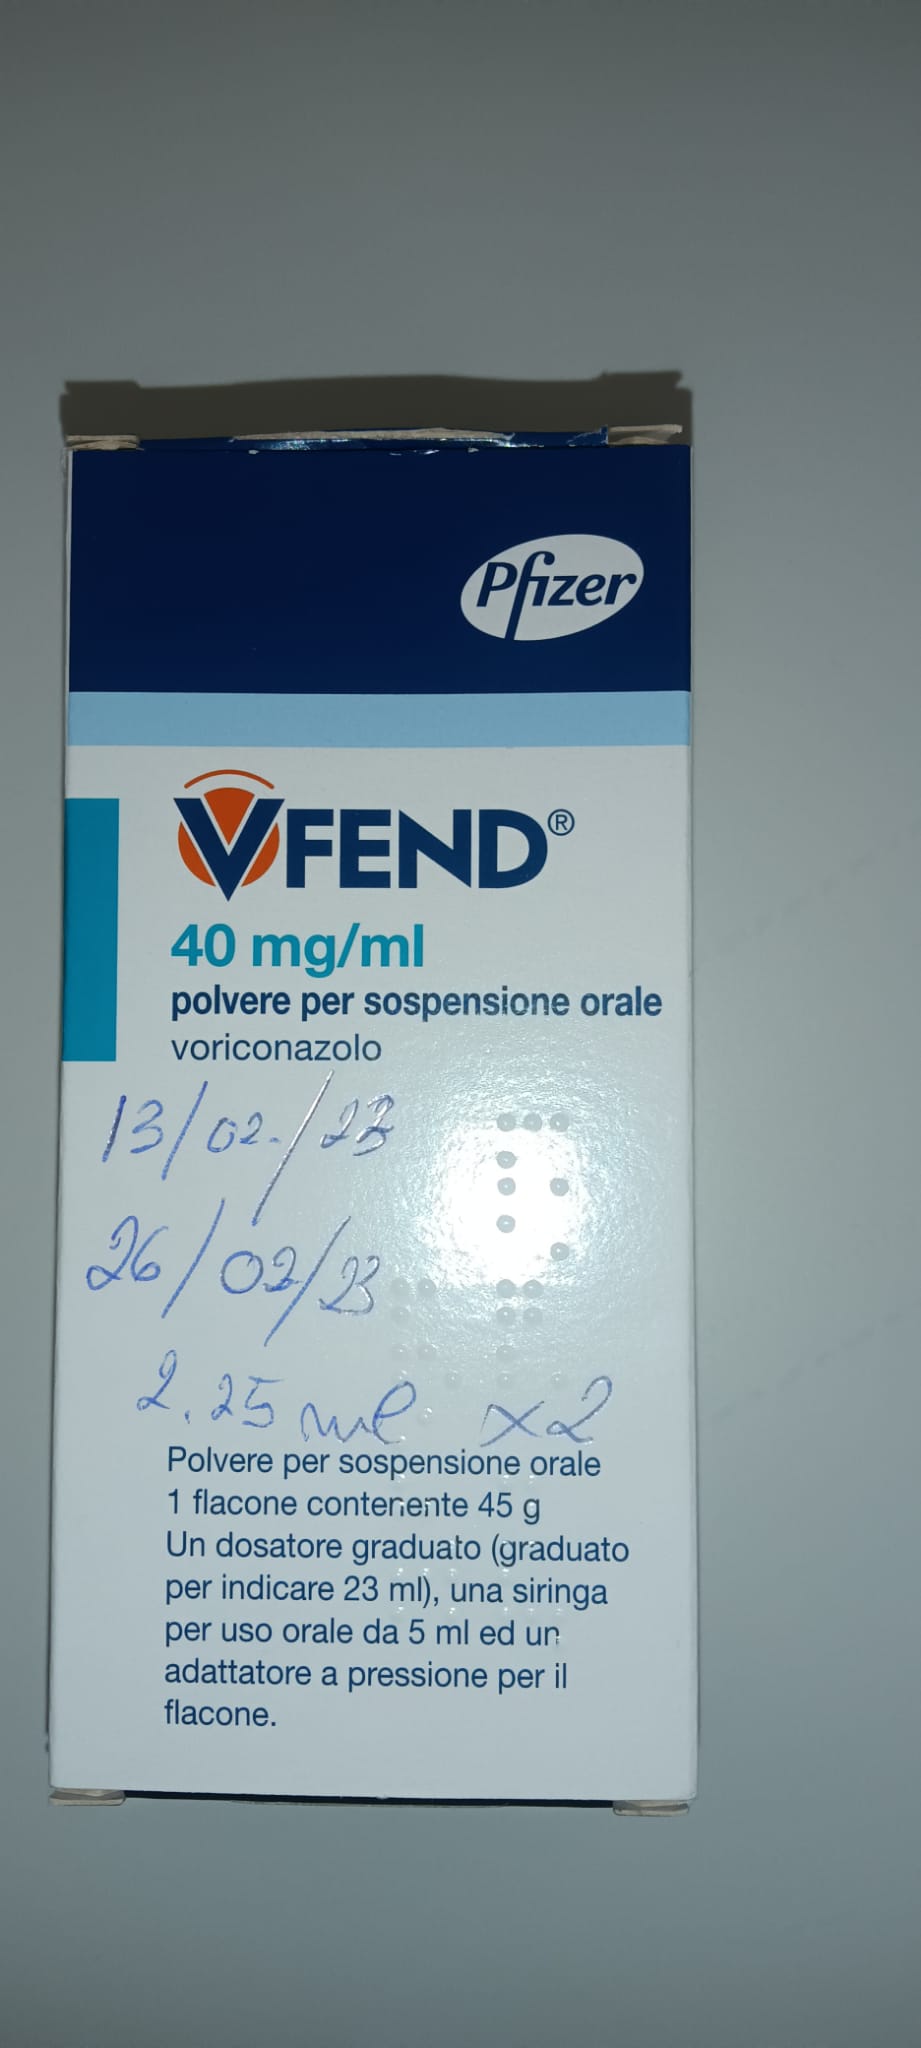 Pfizer
VFEND®
40 mg/ml
polvere per sospensione orale
voriconazolo
13/02/23
26/02/23
2.25 ml x2
Polvere per sospensione orale
1 flacone contenente 45 g
Un dosatore graduato (graduato
per indicare 23 ml), una siringa
per uso orale da 5 ml ed un
adattatore a pressione per il
flacone.